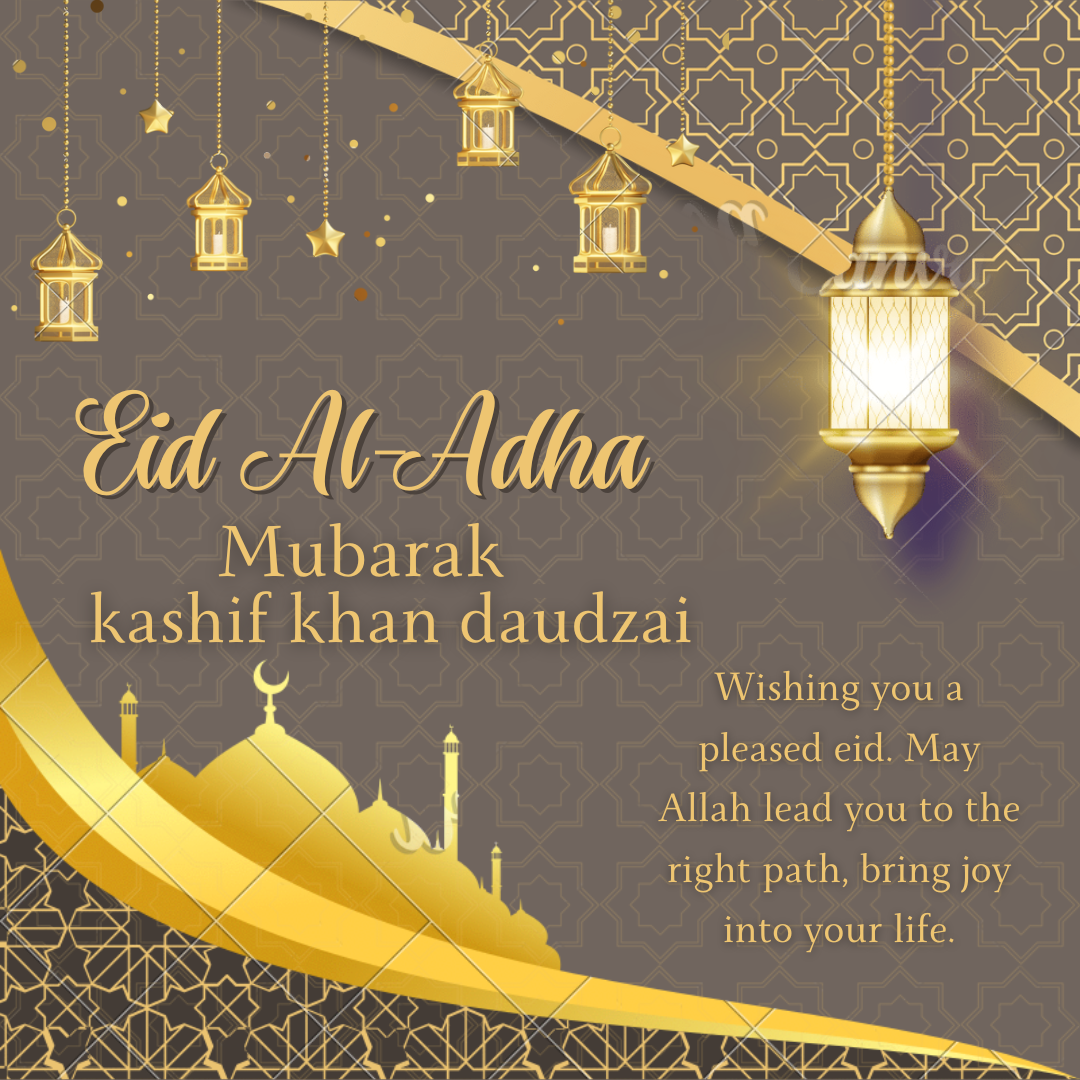 Eid Al-Adha
Mubarak
kashif khan daudzai
Wishing you a
pleased eid. May
Allah lead you to the
right path, bring joy
into your life.